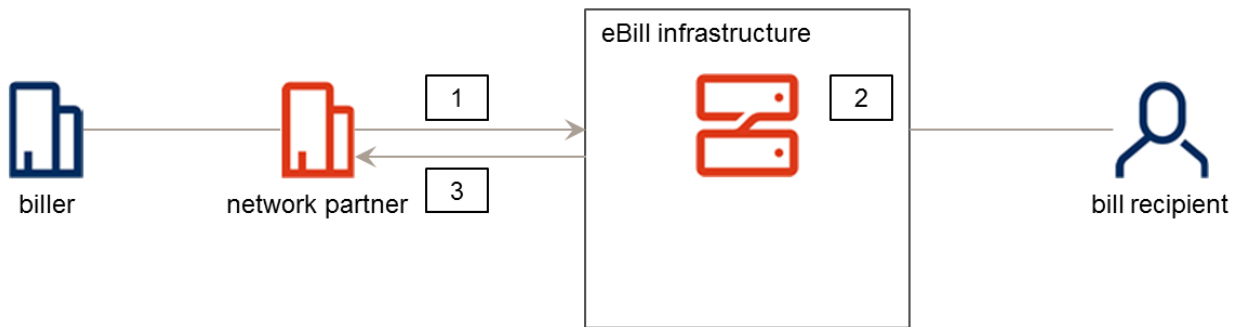 eBill infrastructure
1
2
3
biller
network partner
bill recipient